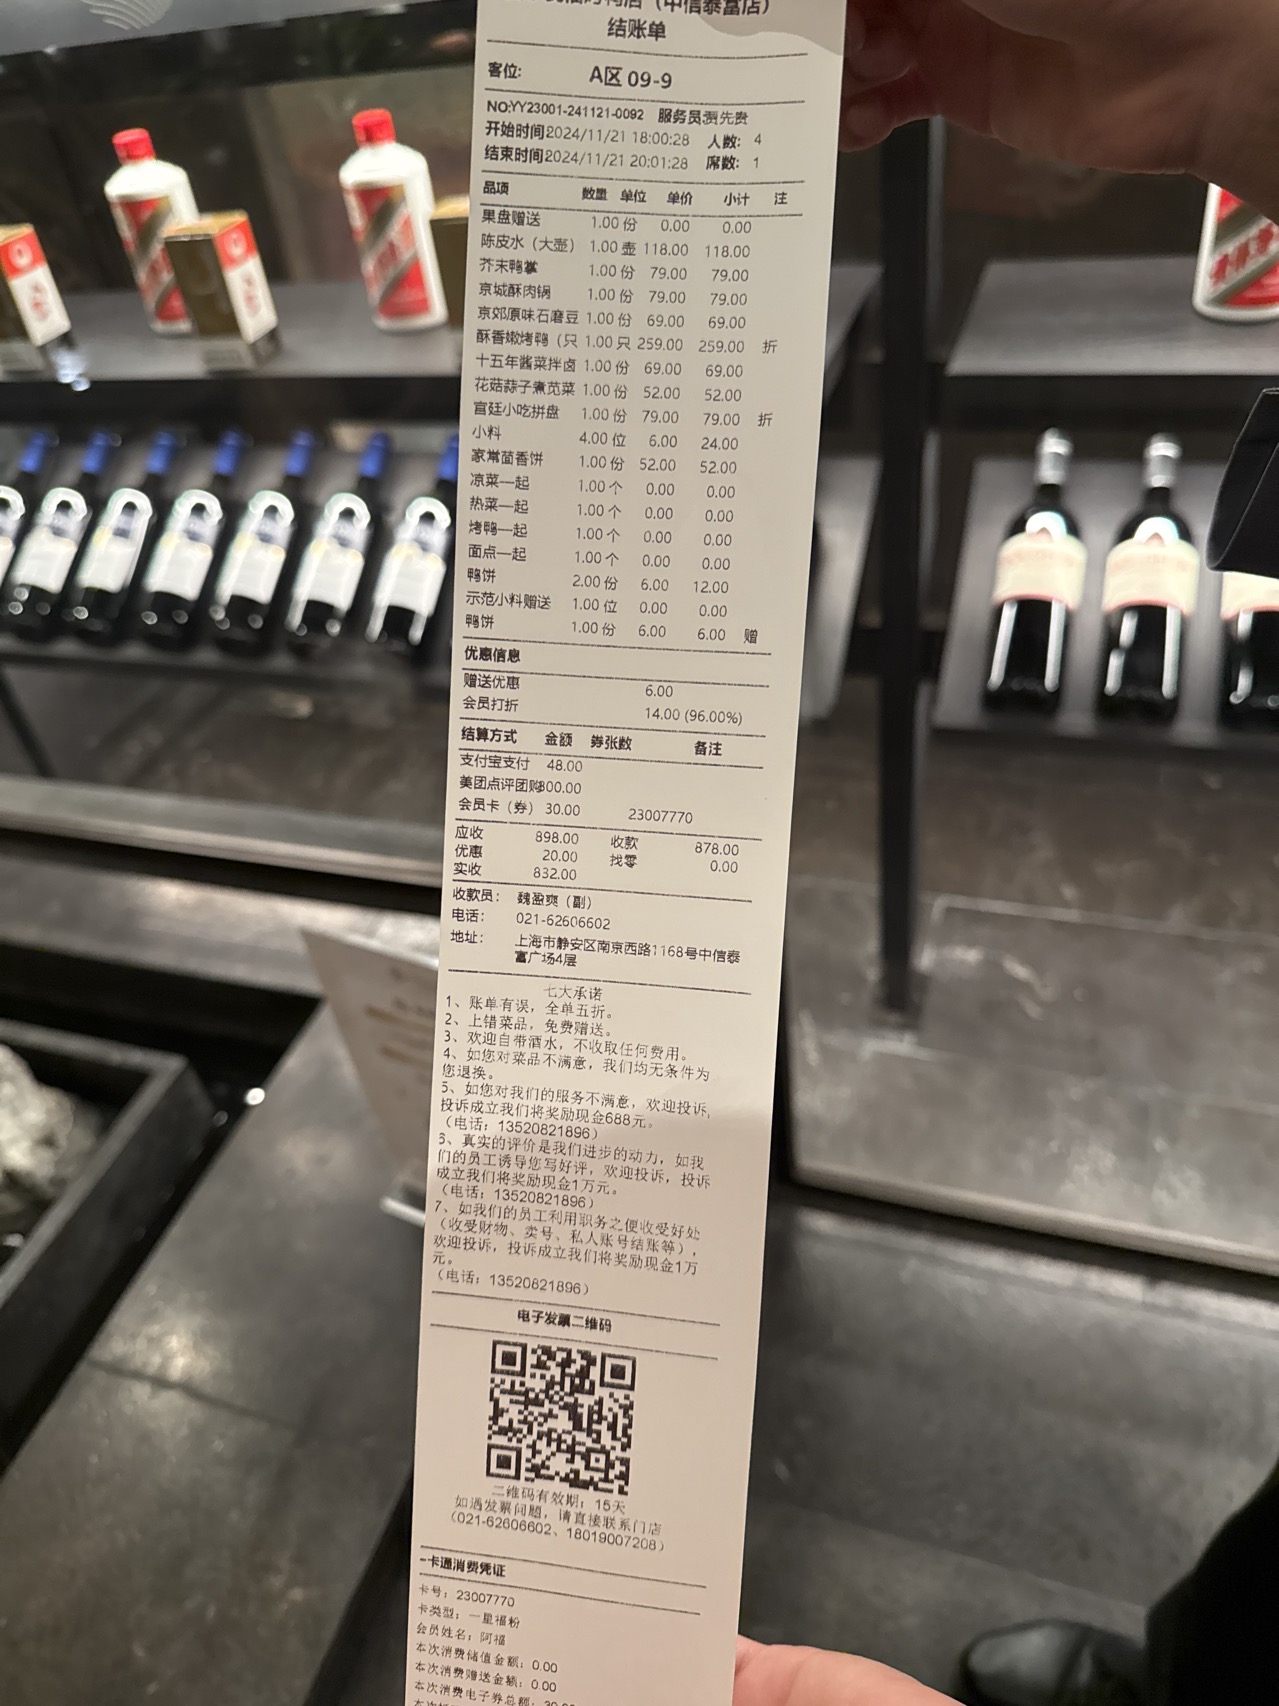 （中信泰富店）
结账单
客位: A区 09-9
NO:YY23001-241121-0092 服务员:
开始时间2024/11/21 18:00:28 人数: 4
结束时间2024/11/21 20:01:28 席数: 1
品项 数量 单位 单价 小计 注
果盘赠送 1.00 份 0.00 0.00
陈皮水（大壶） 1.00 壶 118.00 118.00
芥末鸭掌 1.00 份 79.00 79.00
京城酥肉锅 1.00 份 79.00 79.00
京郊原味石磨豆 1.00 份 69.00 69.00
酥香嫩烤鸭（只 1.00 只 259.00 259.00 折
十五年酱菜拌卤 1.00 份 69.00 69.00
花菇蒜子煮苋菜 1.00 份 52.00 52.00
宫廷小吃拼盘 1.00 份 79.00 79.00 折
小料 4.00 位 6.00 24.00
家常茴香饼 1.00 份 52.00 52.00
凉菜一起 1.00 个 0.00 0.00
热菜一起 1.00 个 0.00 0.00
烤鸭一起 1.00 个 0.00 0.00
面点一起 1.00 个 0.00 0.00
鸭饼 2.00 份 6.00 12.00
示范小料赠送 1.00 位 0.00 0.00
鸭饼 1.00 份 6.00 6.00 赠
优惠信息
赠送优惠 6.00
会员打折 14.00 (96.00%)
结算方式 金额 券张数 备注
支付宝支付 48.00
美团点评团购800.00
会员卡（券） 30.00 23007770
应收 898.00 收款 878.00
优惠 20.00 找零 0.00
实收 832.00
收款员: 魏盈爽（副）
电话: 021-62606602
地址: 上海市静安区南京西路1168号中信泰
富广场4层
七大承诺
1、账单有误，全单五折。
2、上错菜品，免费赠送。
3、欢迎自带酒水，不收取任何费用。
4、如您对菜品不满意，我们均无条件为
您退换。
5、如您对我们的服务不满意，欢迎投诉，
投诉成立我们将奖励现金688元。
（电话：13520821896）
6、真实的评价是我们进步的动力，如我
们的员工诱导您写好评，欢迎投诉，投诉
成立我们将奖励现金1万元。
（电话：13520821896）
7、如我们的员工利用职务之便收受好处
（收受财物、卖号、私人账号结账等），
欢迎投诉，投诉成立我们将奖励现金1万
元。
（电话：13520821896）
电子发票二维码
二维码有效期：15天
如遇发票问题，请直接联系门店
（021-62606602、18019007208）
一卡通消费凭证
卡号：23007770
卡类型：一星福粉
会员姓名：阿福
本次消费储值金额：0.00
本次消费赠送金额：0.00
本次消费电子券总额：